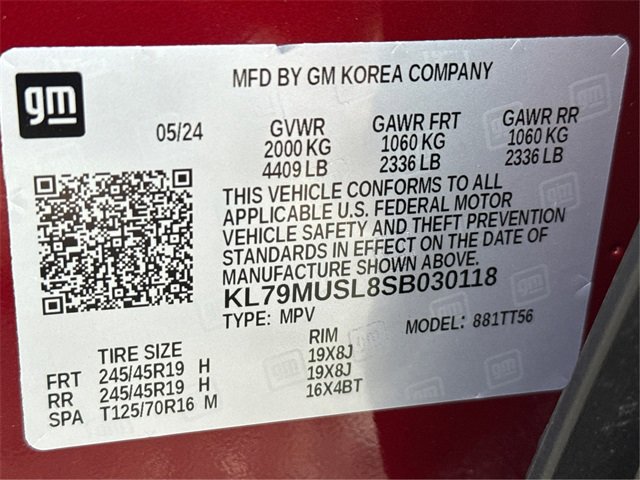 gm
MFD BY GM KOREA COMPANY
05/24 GVWR GAWR FRT GAWR RR
2000 KG 1060 KG 1060 KG
4409 LB 2336 LB 2336 LB
THIS VEHICLE CONFORMS TO ALL
APPLICABLE U.S. FEDERAL MOTOR
VEHICLE SAFETY AND THEFT PREVENTION
STANDARDS IN EFFECT ON THE DATE OF
MANUFACTURE SHOWN ABOVE.
KL79MUSL8SB030118
TYPE: MPV MODEL: 881TT56
TIRE SIZE RIM
FRT 245/45R19 H 19X8J
RR 245/45R19 H 19X8J
SPA T125/70R16 M 16X4BT